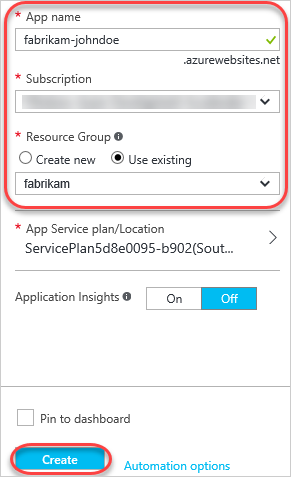 * App name
fabrikam-johndoe
.azurewebsites.net
* Subscription
* Resource Group
Create new Use existing
fabrikam
* App Service plan/Location
ServicePlan5d8e0095-b902(Sout...
Application Insights On Off
Pin to dashboard
Create Automation options